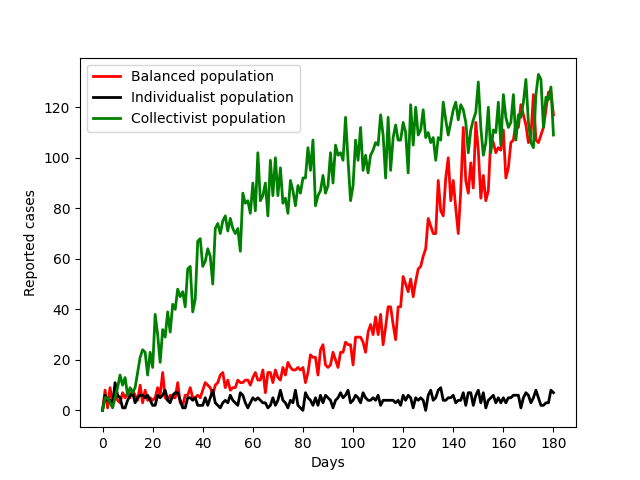 Balanced population
Individualist population
Collectivist population
Reported cases
120
100
80
60
40
20
0
0 20 40 60 80 100 120 140 160 180
Days